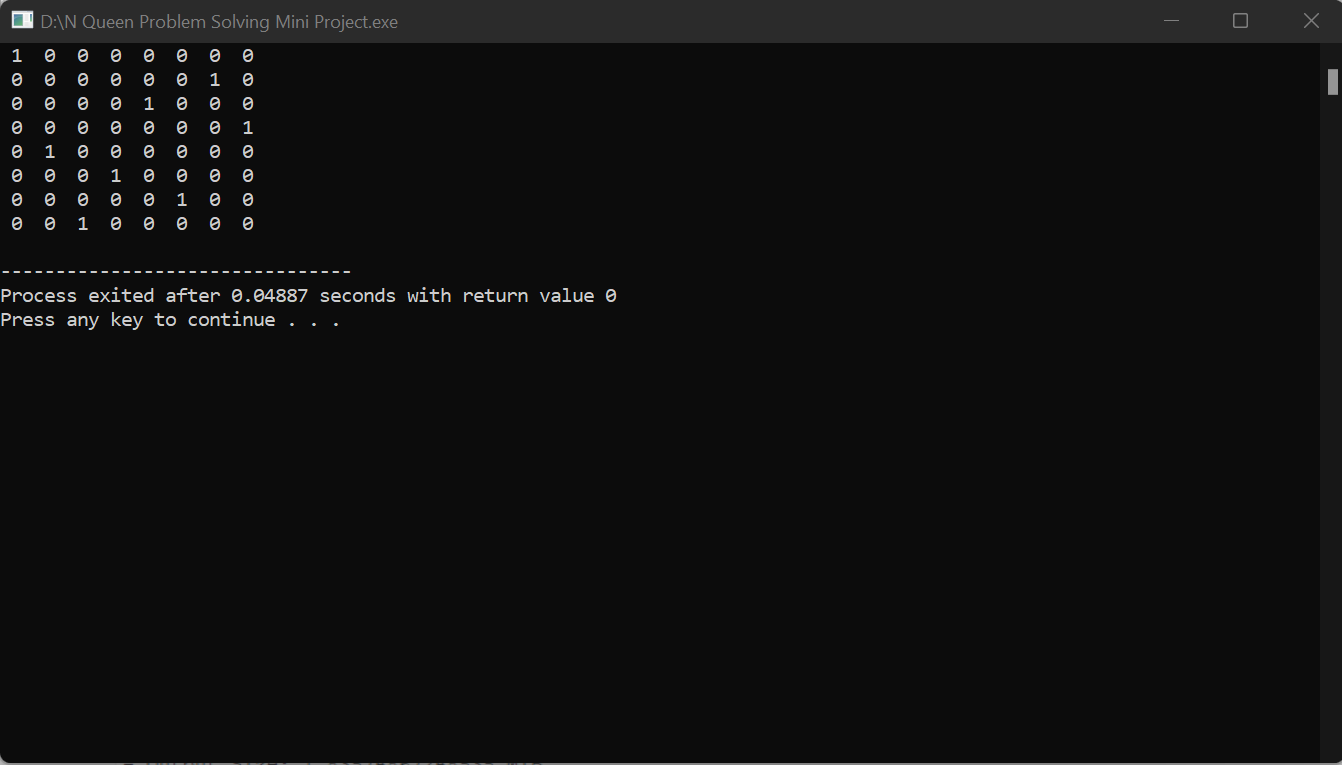 D:\N Queen Problem Solving Mini Project.exe
1 0 0 0 0 0 0 0
0 0 0 0 0 0 1 0
0 0 0 0 1 0 0 0
0 0 0 0 0 0 0 1
0 1 0 0 0 0 0 0
0 0 0 1 0 0 0 0
0 0 0 0 0 1 0 0
0 0 1 0 0 0 0 0
--------------------------------
Process exited after 0.04887 seconds with return value 0
Press any key to continue . . .